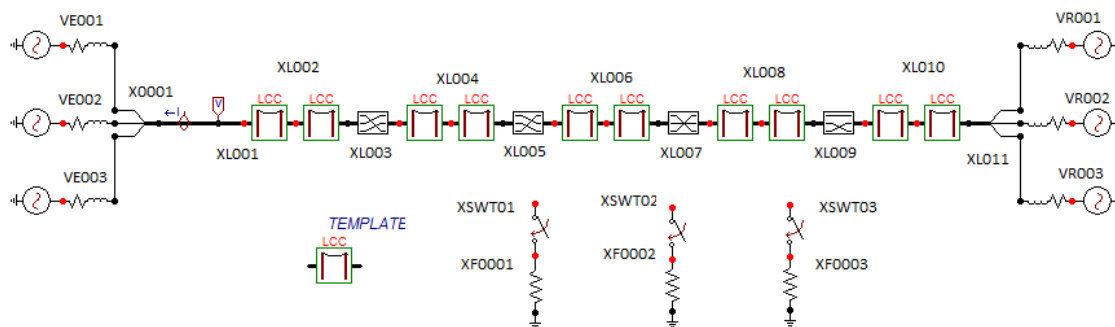 VE001
VR001
XL002
XL004
XL006
XL008
XL010
VE002
X0001
VR002
LCC
LCC
LCC
LCC
LCC
LCC
LCC
LCC
LCC
LCC
←I
V
XL001
XL003
XL005
XL007
XL009
XL011
VE003
VR003
XSWT01
XSWT02
XSWT03
TEMPLATE
LCC
XF0001
XF0002
XF0003